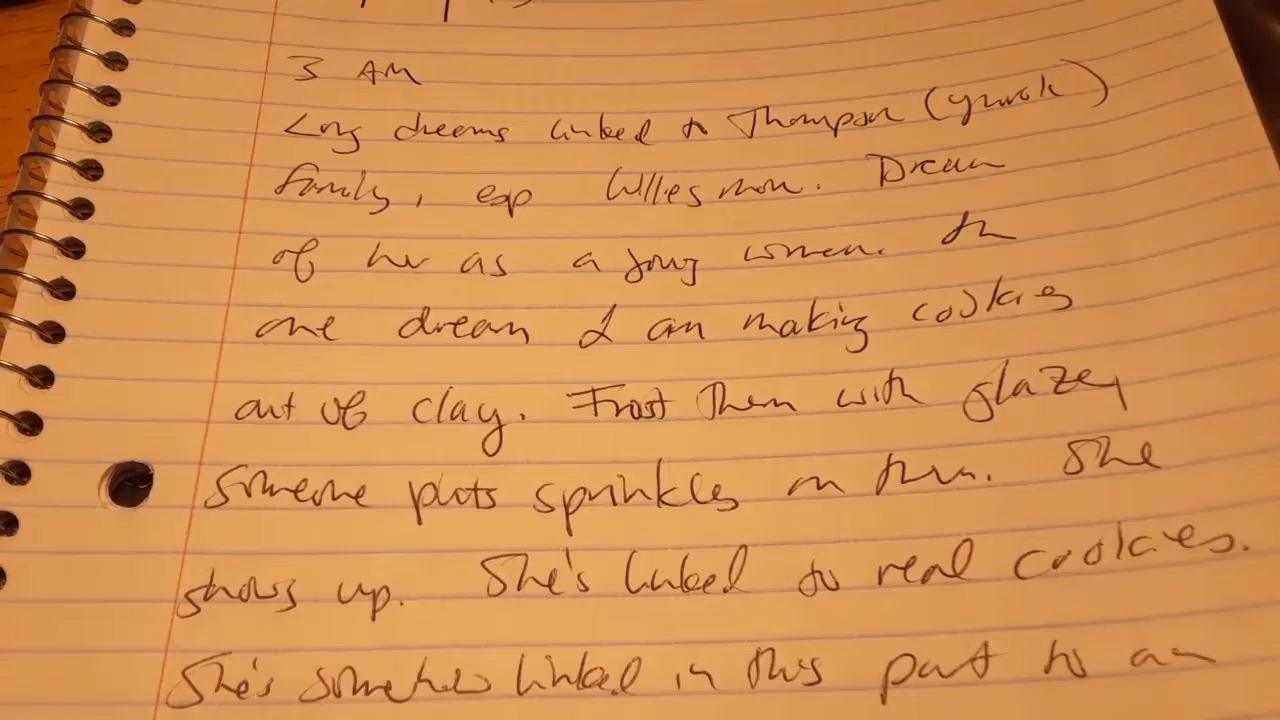 3 AM
Long dreams linked to Thompson
family, esp mom. Dream
of her as a young woman. In
one dream I am making cookies
out of clay. Frost them with glaze,
someone puts sprinkles on them. She
shows up. She's linked to real cookies.
She's somehow linked in this part to an